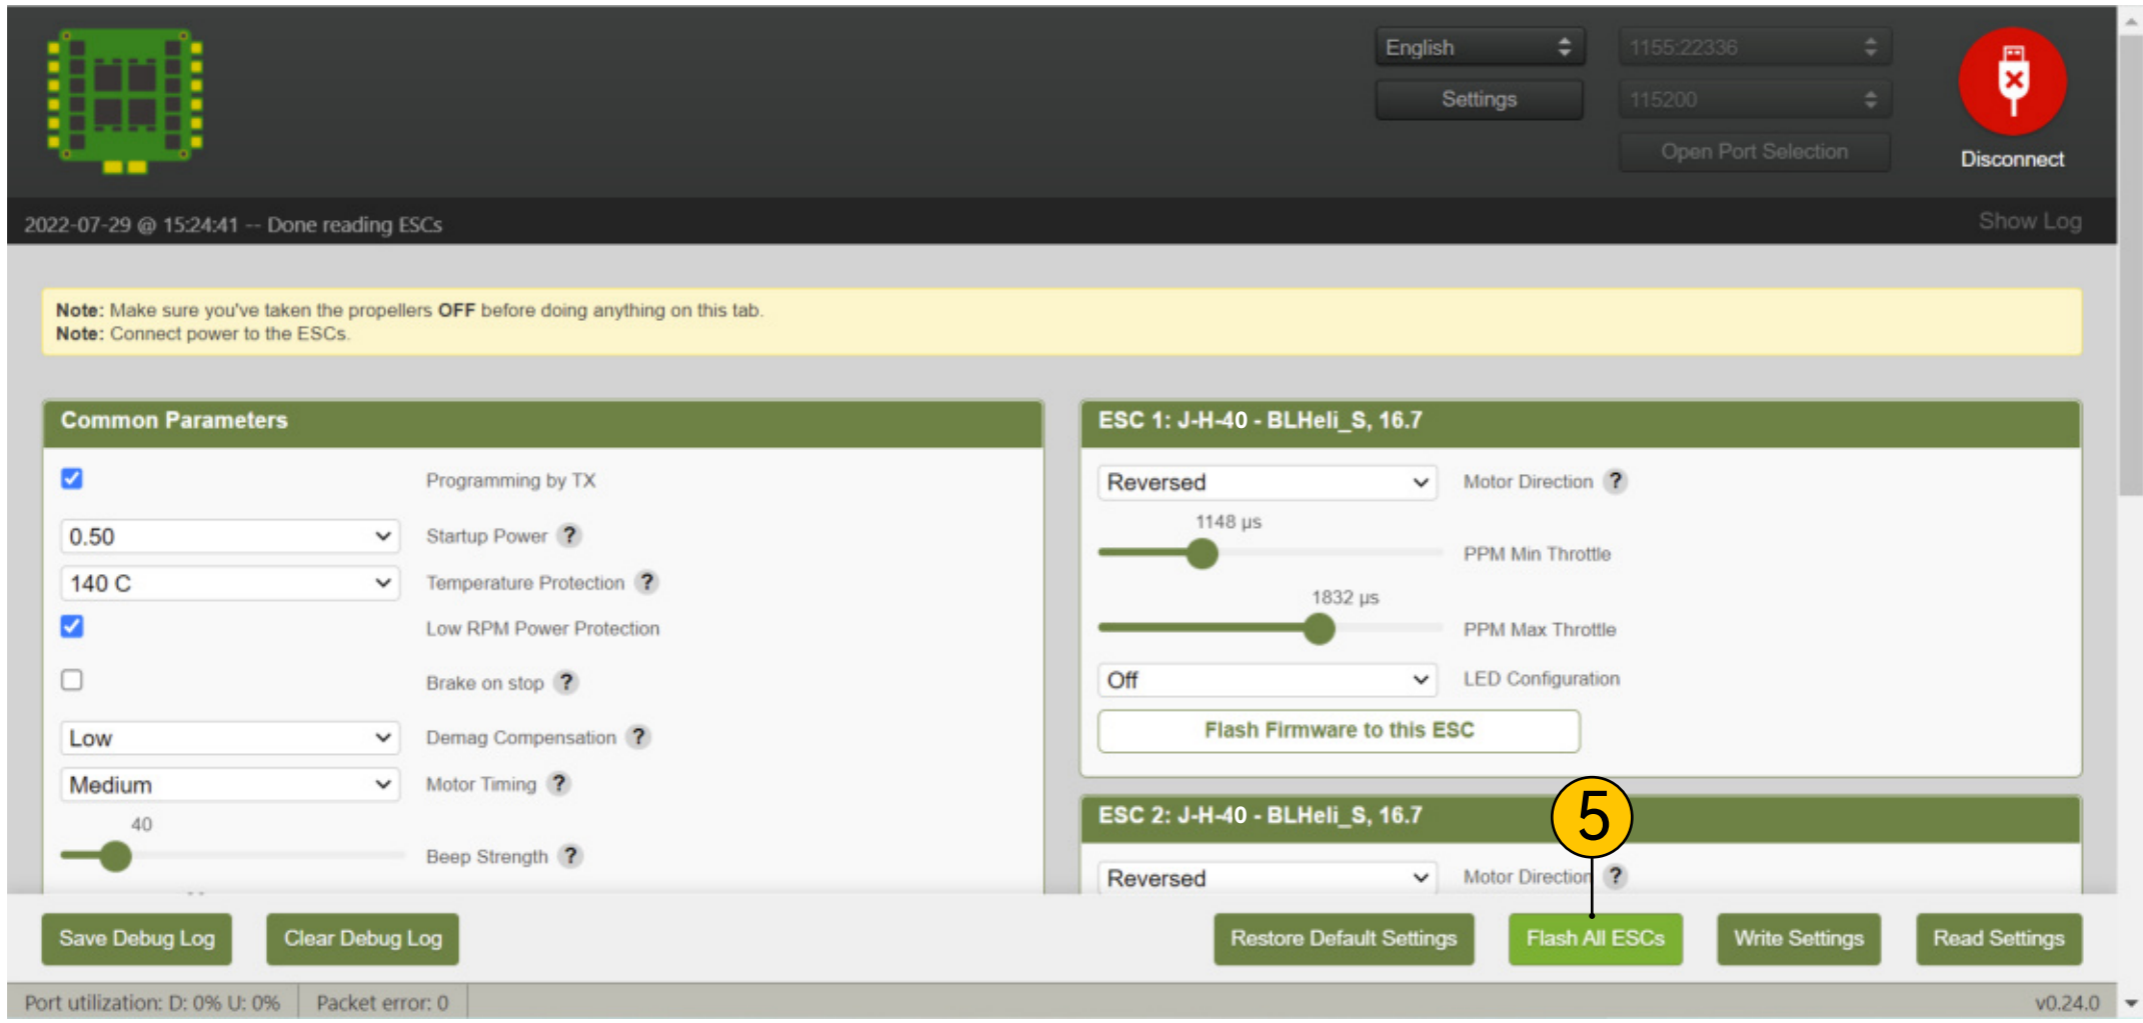 English
1155:22336
Settings
115200
Open Port Selection
Disconnect
2022-07-29 @ 15:24:41 -- Done reading ESCs
Show Log
Note: Make sure you've taken the propellers OFF before doing anything on this tab.
Note: Connect power to the ESCs.
Common Parameters
Programming by TX
0.50
Startup Power ?
140 C
Temperature Protection ?
Low RPM Power Protection
Brake on stop ?
Low
Demag Compensation ?
Medium
Motor Timing ?
40
Beep Strength ?
ESC 1: J-H-40 - BLHeli_S, 16.7
Reversed
Motor Direction ?
1148 µs
PPM Min Throttle
1832 µs
PPM Max Throttle
Off
LED Configuration
Flash Firmware to this ESC
ESC 2: J-H-40 - BLHeli_S, 16.7
5
Reversed
Motor Direction ?
Save Debug Log
Clear Debug Log
Restore Default Settings
Flash All ESCs
Write Settings
Read Settings
Port utilization: D: 0% U: 0%
Packet error: 0
v0.24.0